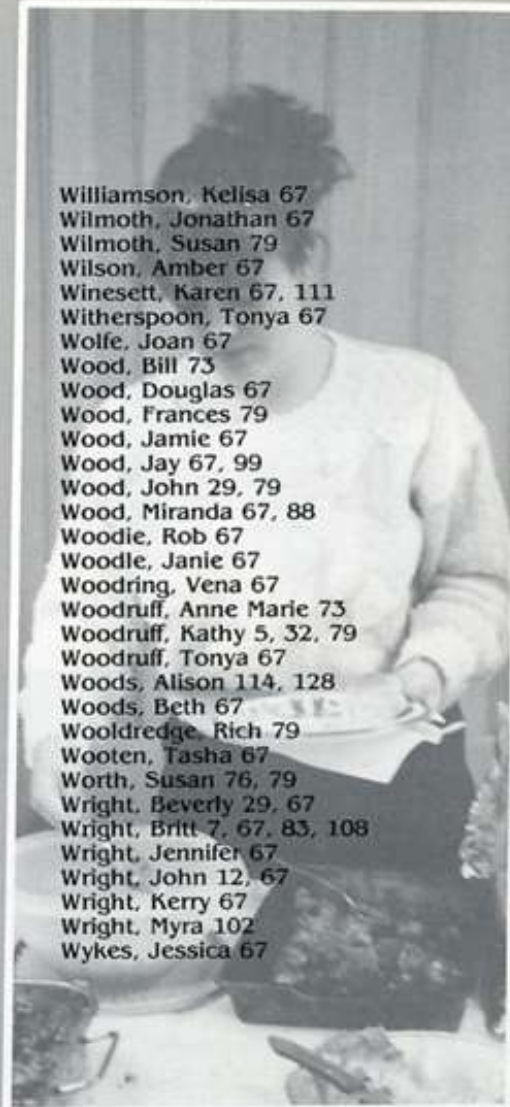 Williamson, Kelisa 67
Wilmoth, Jonathan 67
Wilmoth, Susan 79
Wilson, Amber 67
Winesett, Karen 67, 111
Witherspoon, Tonya 67
Wolfe, Joan 67
Wood, Bill 73
Wood, Douglas 67
Wood, Frances 79
Wood, Jamie 67
Wood, Jay 67, 99
Wood, John 29, 79
Wood, Miranda 67, 88
Woodie, Rob 67
Woodle, Janie 67
Woodring, Vena 67
Woodruff, Anne Marie 73
Woodruff, Kathy 5, 32, 79
Woodruff, Tonya 67
Woods, Alison 114, 128
Woods, Beth 67
Wooldredge, Rich 79
Wooten, Tasha 67
Worth, Susan 76, 79
Wright, Beverly 29, 67
Wright, Britt 7, 67, 83, 108
Wright, Jennifer 67
Wright, John 12, 67
Wright, Kerry 67
Wright, Myra 102
Wykes, Jessica 67